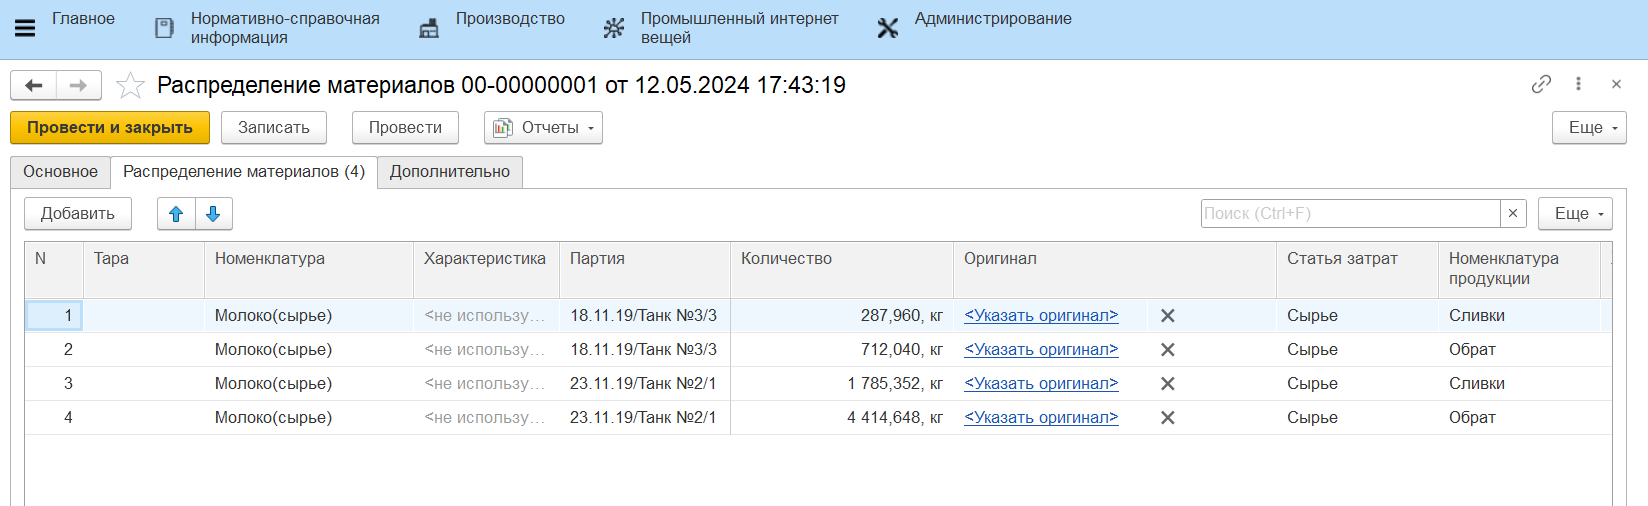 Главное
Нормативно-справочная информация
Производство
Промышленный интернет вещей
Администрирование
Распределение материалов 00-00000001 от 12.05.2024 17:43:19
Провести и закрыть Записать Провести Отчеты Еще
Основное Распределение материалов (4) Дополнительно
Добавить Поиск (Ctrl+F) × Еще
N Тара Номенклатура Характеристика Партия Количество Оригинал Статья затрат Номенклатура продукции
1 Молоко(сырье) <не использу... 18.11.19/Танк №3/3 287,960, кг <Указать оригинал> Сырье Сливки
2 Молоко(сырье) <не использу... 18.11.19/Танк №3/3 712,040, кг <Указать оригинал> Сырье Обрат
3 Молоко(сырье) <не использу... 23.11.19/Танк №2/1 1 785,352, кг <Указать оригинал> Сырье Сливки
4 Молоко(сырье) <не использу... 23.11.19/Танк №2/1 4 414,648, кг <Указать оригинал> Сырье Обрат